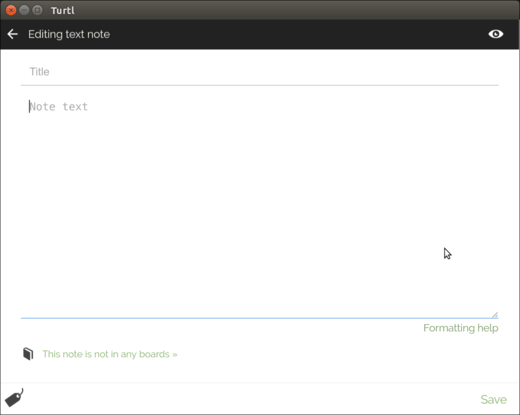 Turtl
Editing text note
Title
Note text
Formatting help
This note is not in any boards »
Save